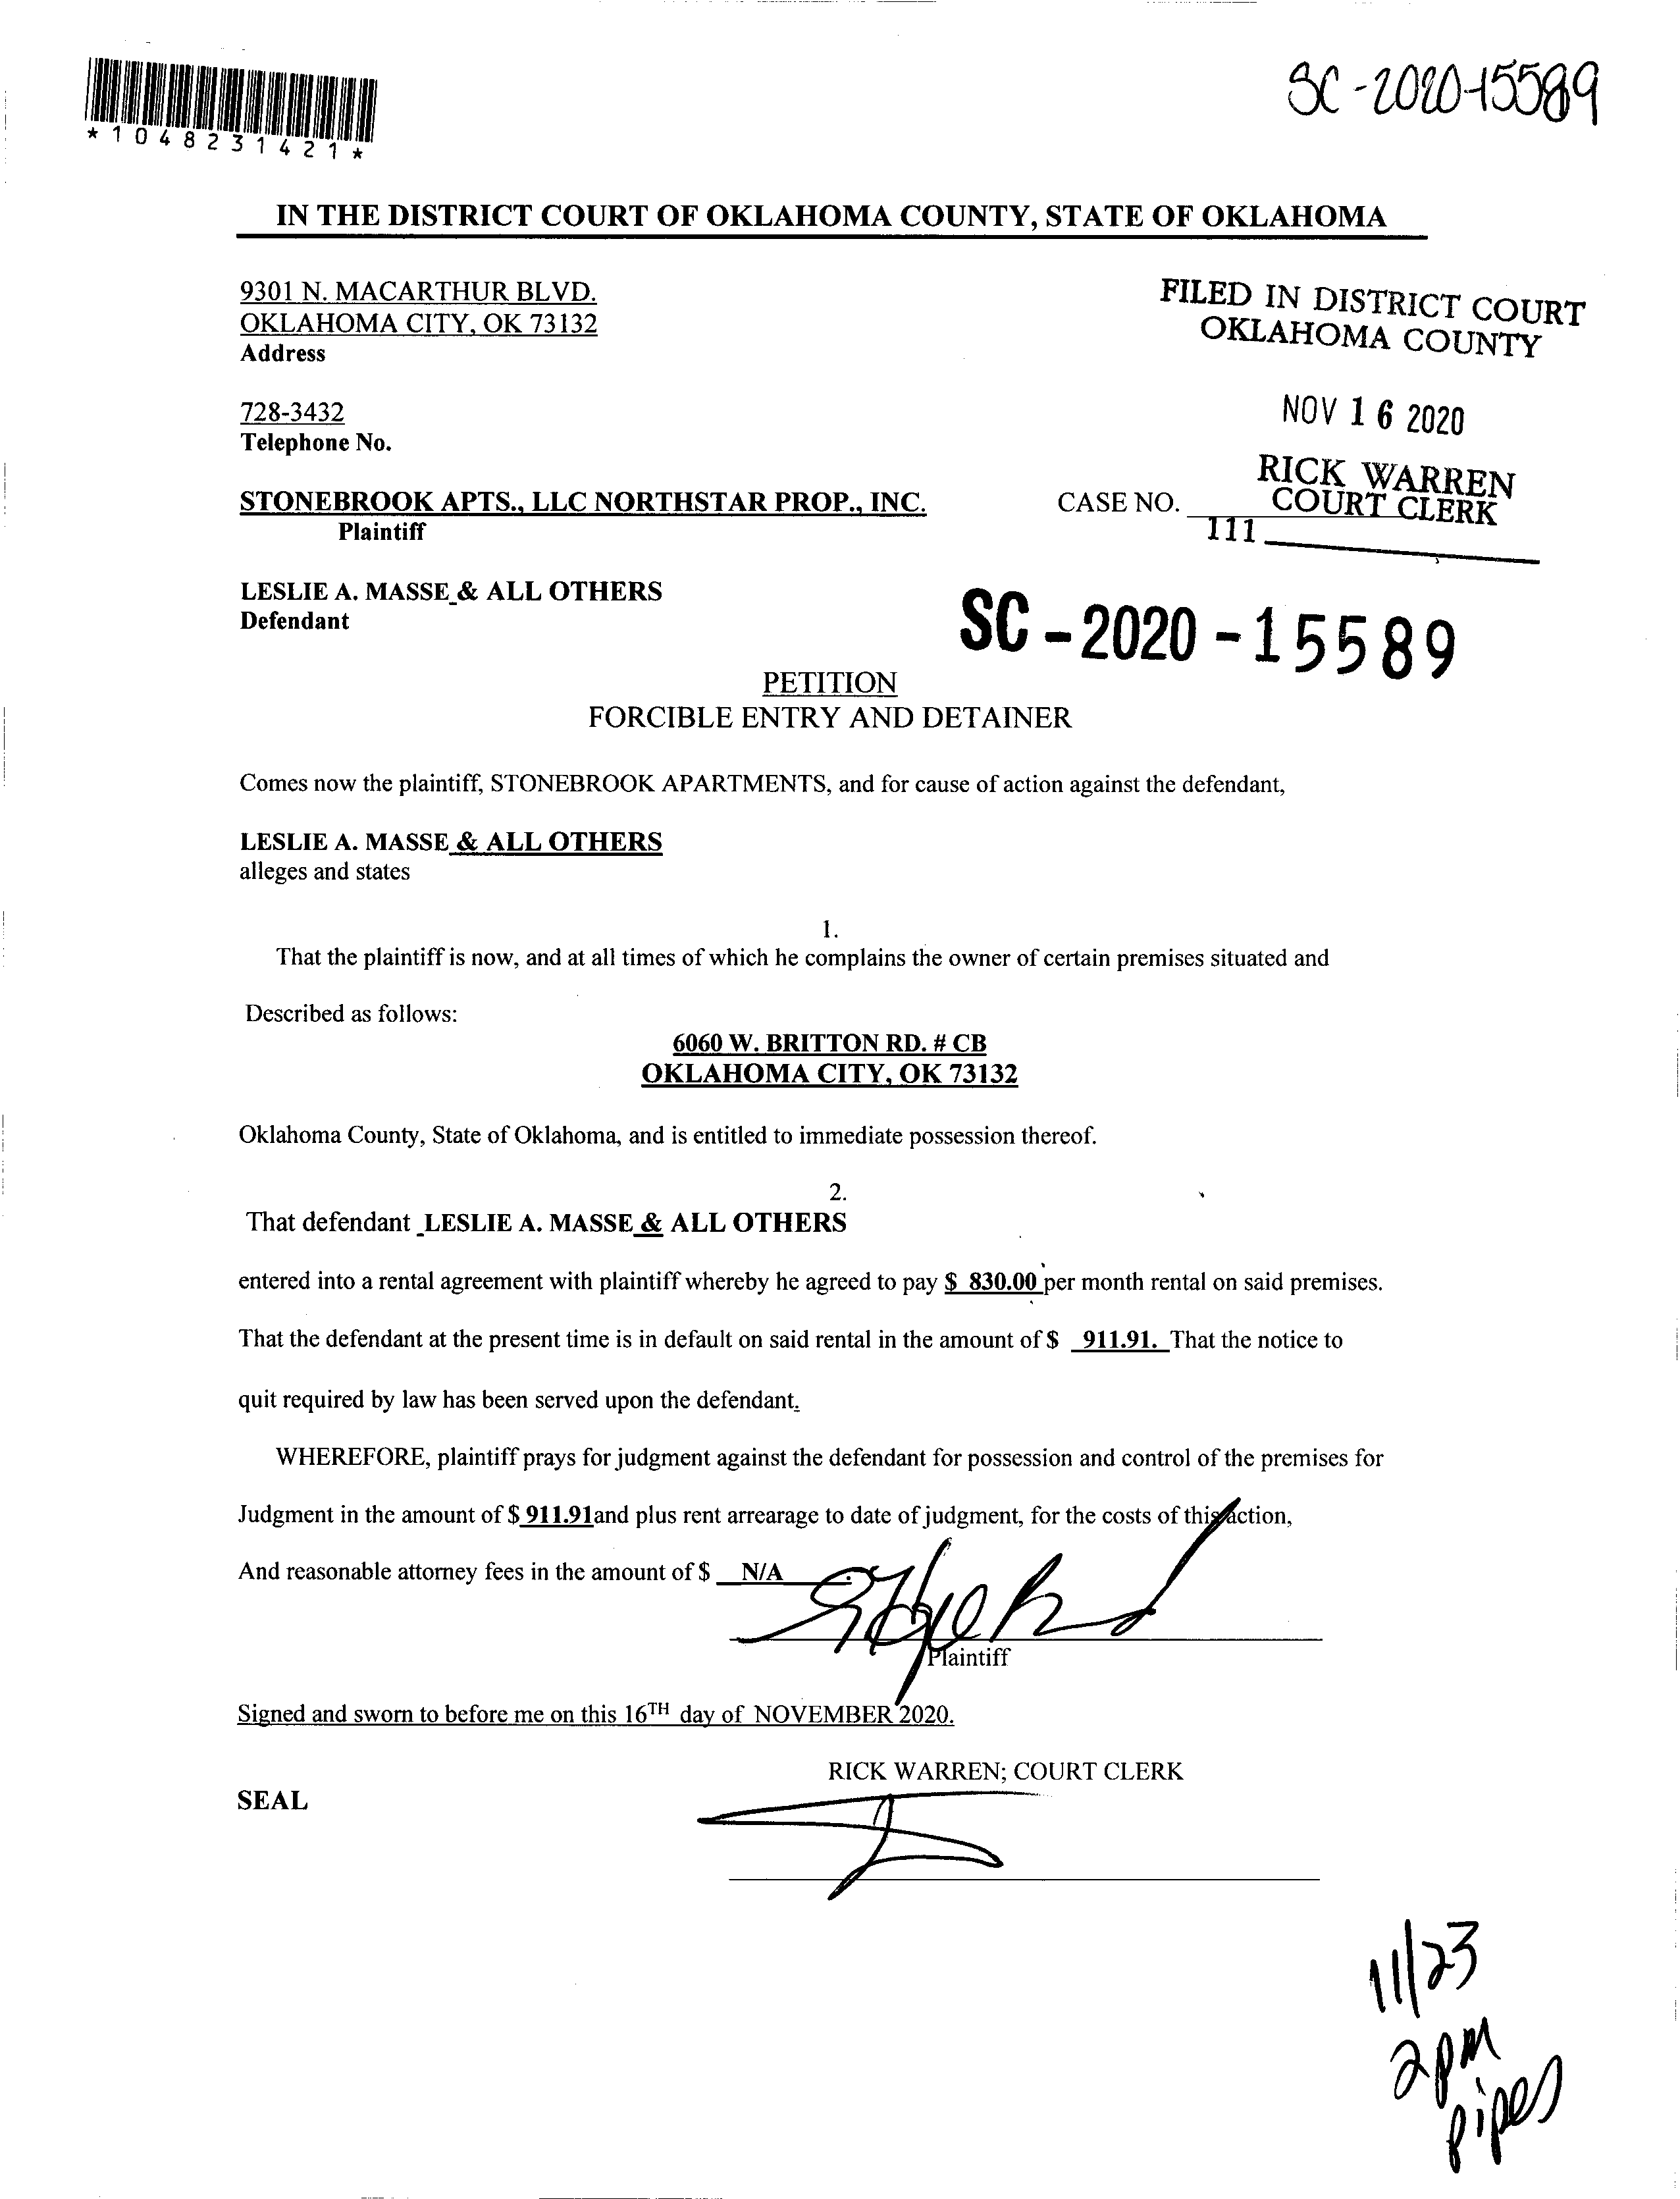 SC-2020-15589
*1048231421*
IN THE DISTRICT COURT OF OKLAHOMA COUNTY, STATE OF OKLAHOMA
9301 N. MACARTHUR BLVD.
OKLAHOMA CITY, OK 73132
Address
FILED IN DISTRICT COURT
OKLAHOMA COUNTY
728-3432
Telephone No.
NOV 16 2020
RICK WARREN
COURT CLERK
STONEBROOK APTS., LLC NORTHSTAR PROP., INC.
Plaintiff
CASE NO.
111
LESLIE A. MASSE & ALL OTHERS
Defendant
SC-2020-15589
PETITION
FORCIBLE ENTRY AND DETAINER
Comes now the plaintiff, STONEBROOK APARTMENTS, and for cause of action against the defendant,
LESLIE A. MASSE & ALL OTHERS
alleges and states
1.
That the plaintiff is now, and at all times of which he complains the owner of certain premises situated and
Described as follows:
6060 W. BRITTON RD. # CB
OKLAHOMA CITY, OK 73132
Oklahoma County, State of Oklahoma, and is entitled to immediate possession thereof.
2.
That defendant LESLIE A. MASSE & ALL OTHERS
entered into a rental agreement with plaintiff whereby he agreed to pay $ 830.00 per month rental on said premises.
That the defendant at the present time is in default on said rental in the amount of $ 911.91. That the notice to
quit required by law has been served upon the defendant.
WHEREFORE, plaintiff prays for judgment against the defendant for possession and control of the premises for
Judgment in the amount of $ 911.91and plus rent arrearage to date of judgment, for the costs of this action,
And reasonable attorney fees in the amount of $ N/A .
Plaintiff
Signed and sworn to before me on this 16TH day of NOVEMBER 2020.
RICK WARREN; COURT CLERK
SEAL
11/23
2pm
pipes